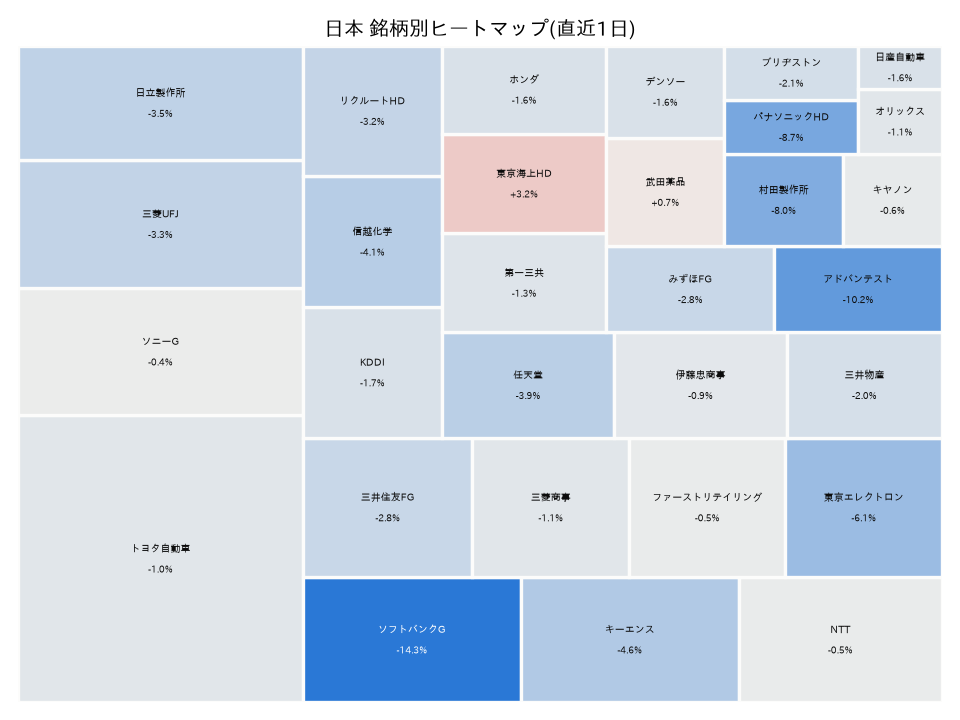 日本 銘柄別ヒートマップ(直近1日)
日立製作所
-3.5%
三菱UFJ
-3.3%
ソニーG
-0.4%
トヨタ自動車
-1.0%
リクルートHD
-3.2%
信越化学
-4.1%
KDDI
-1.7%
ホンダ
-1.6%
東京海上HD
+3.2%
第一三共
-1.3%
デンソー
-1.6%
武田薬品
+0.7%
ブリヂストン
-2.1%
パナソニックHD
-8.7%
日産自動車
-1.6%
オリックス
-1.1%
村田製作所
-8.0%
キヤノン
-0.6%
みずほFG
-2.8%
アドバンテスト
-10.2%
任天堂
-3.9%
伊藤忠商事
-0.9%
三井物産
-2.0%
三井住友FG
-2.8%
三菱商事
-1.1%
ファーストリテイリング
-0.5%
東京エレクトロン
-6.1%
ソフトバンクG
-14.3%
キーエンス
-4.6%
NTT
-0.5%